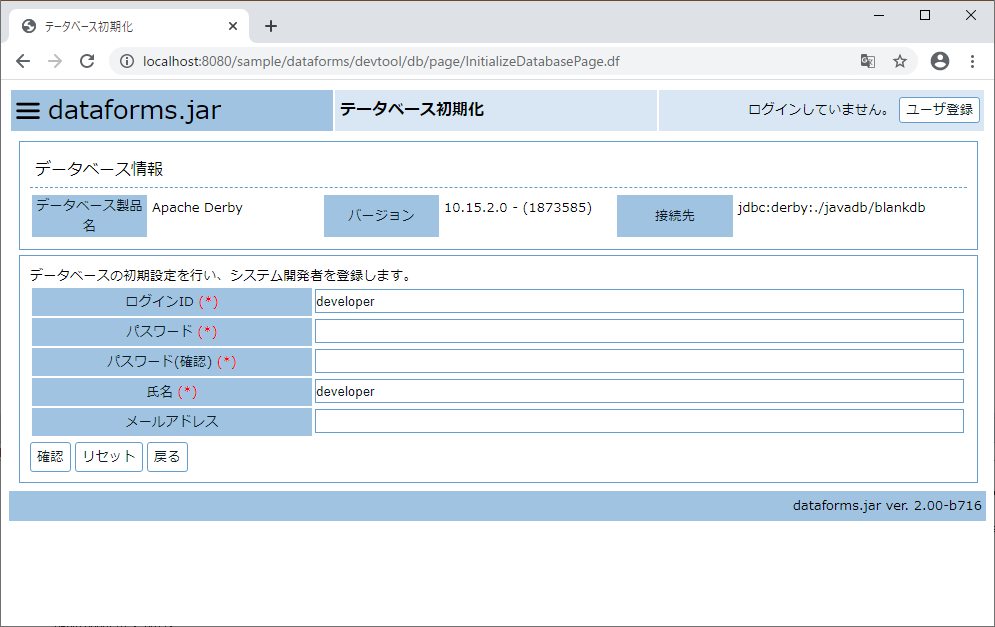 データベース初期化
localhost:8080/sample/dataforms/devtool/db/page/InitializeDatabasePage.df
dataforms.jar
データベース初期化
ログインしていません。
ユーザ登録
データベース情報
データベース製品
名
Apache Derby
バージョン
10.15.2.0 - (1873585)
接続先
jdbc:derby:./javadb/blankdb
データベースの初期設定を行い、システム開発者を登録します。
ログインID (*)
developer
パスワード (*)
パスワード(確認) (*)
氏名 (*)
developer
メールアドレス
確認 リセット 戻る
dataforms.jar ver. 2.00-b716